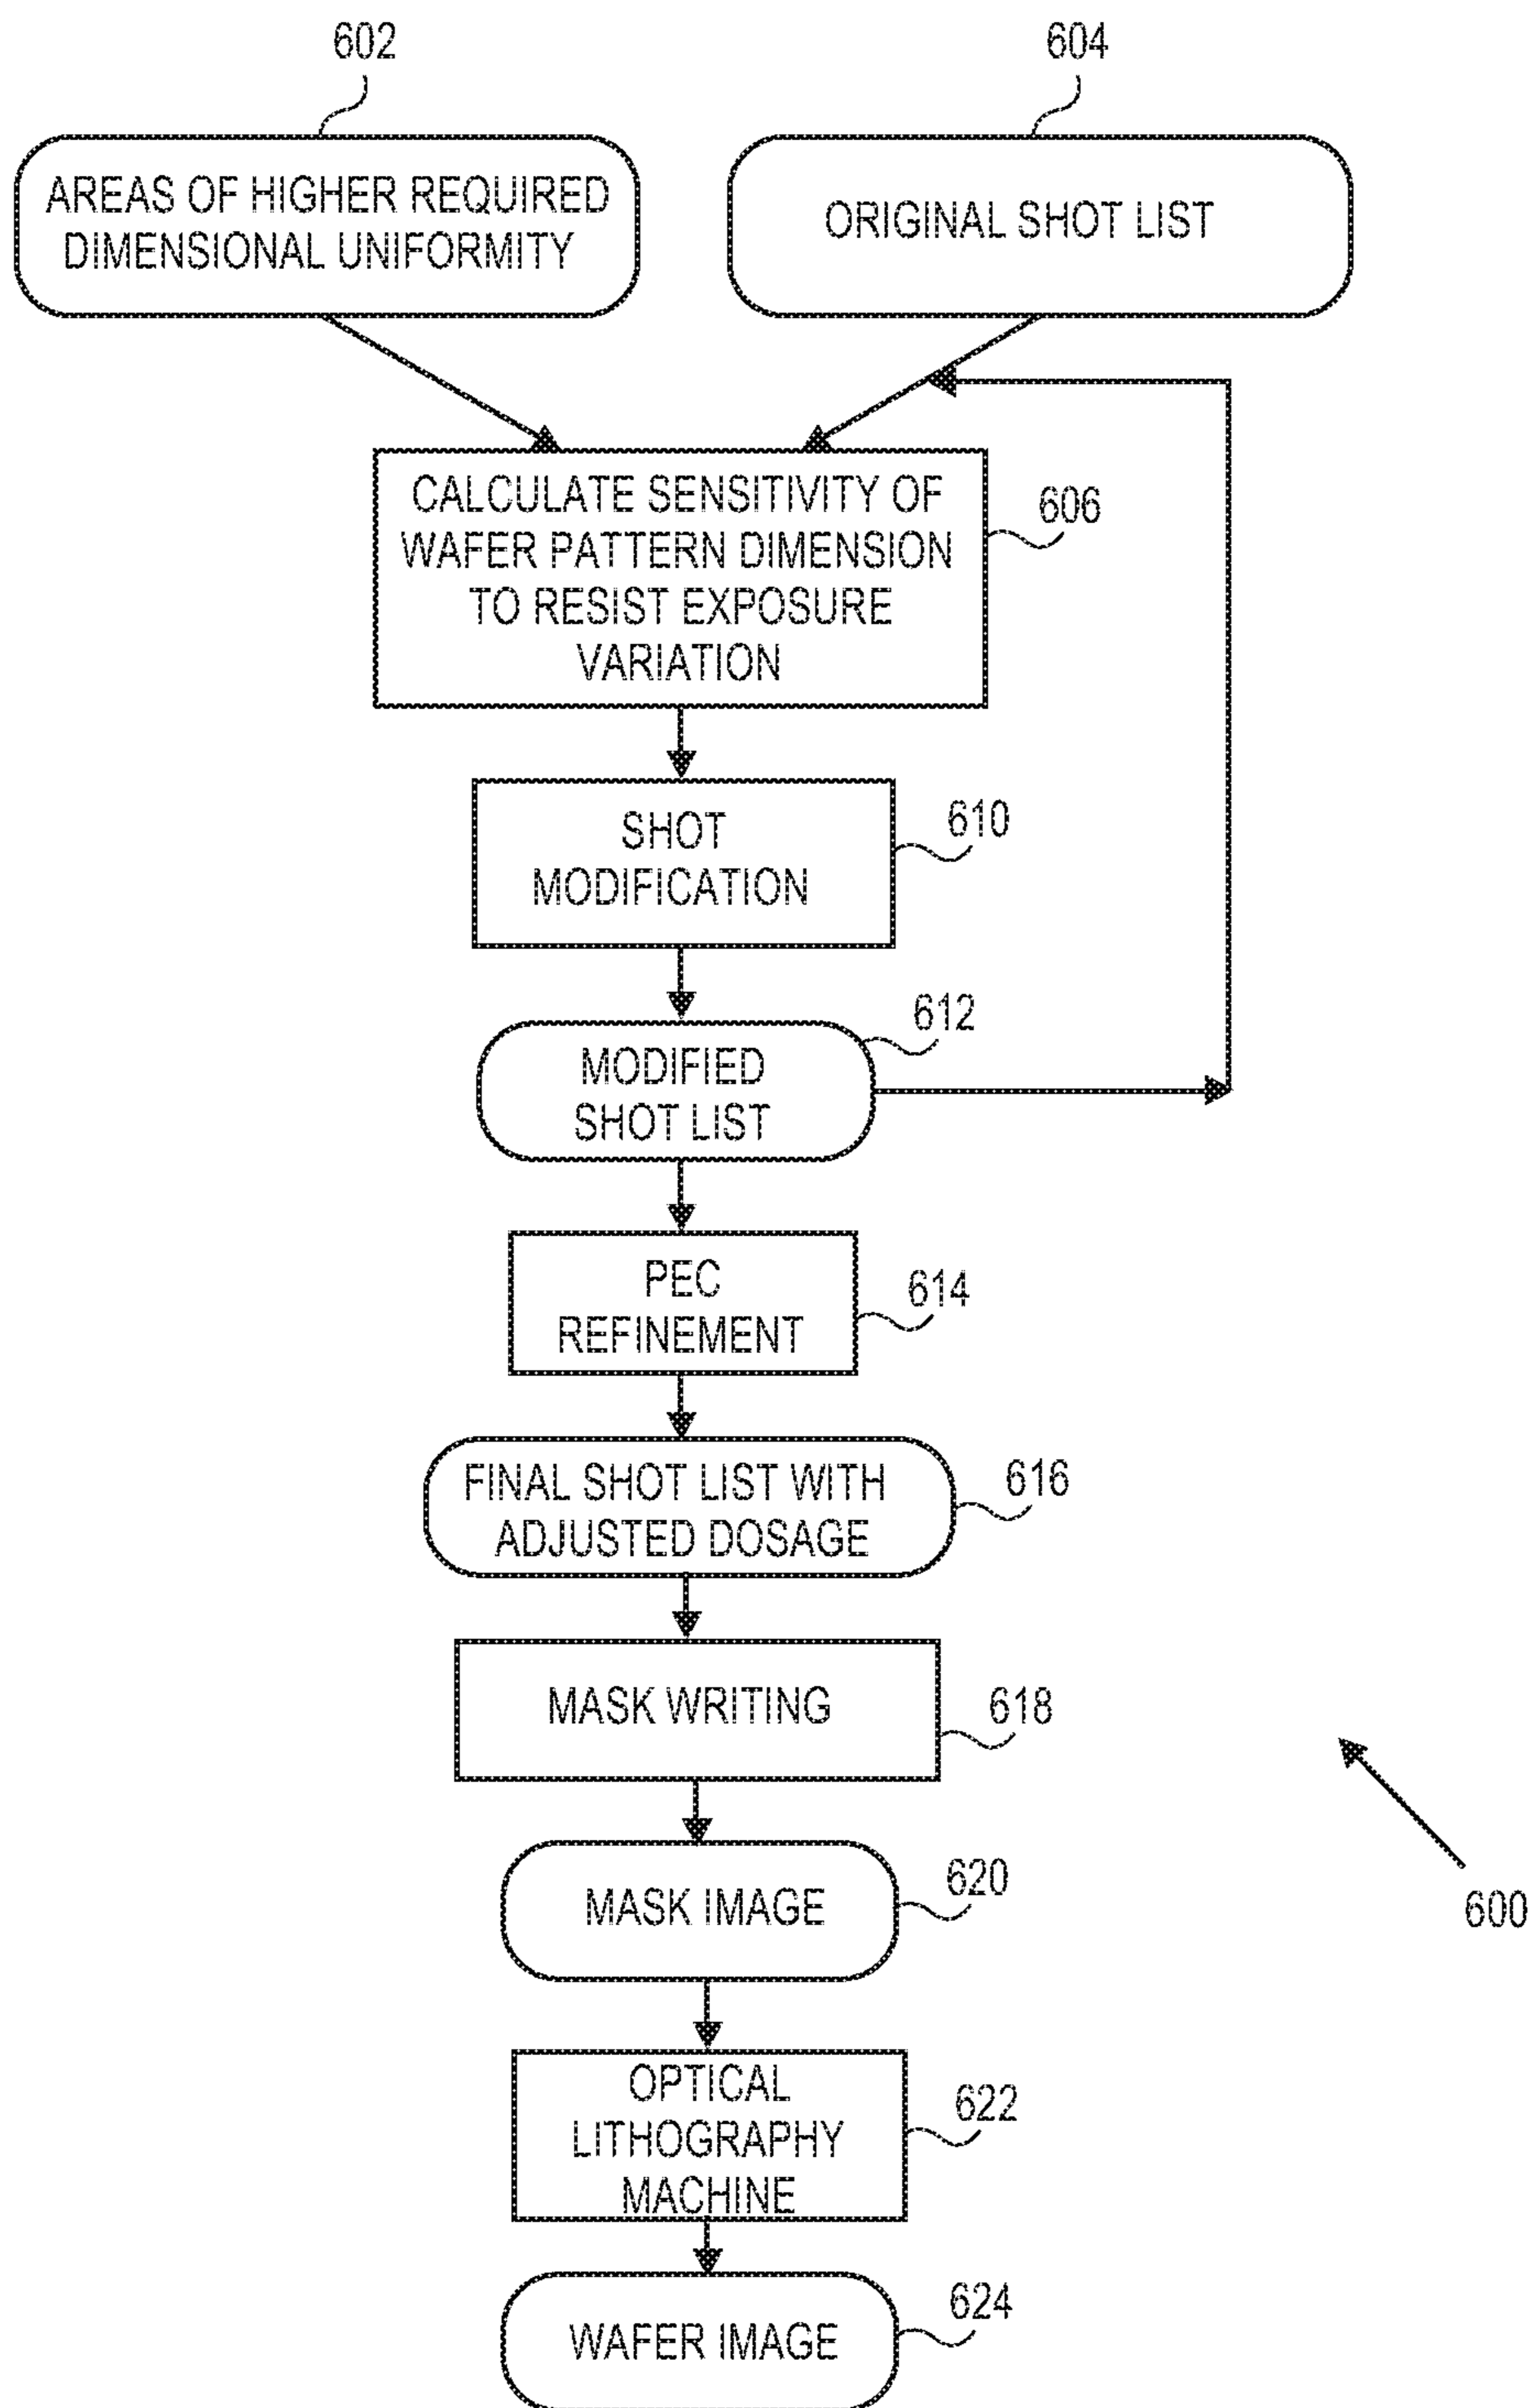 602
604
AREAS OF HIGHER REQUIRED
DIMENSIONAL UNIFORMITY
ORIGINAL SHOT LIST
CALCULATE SENSITIVITY OF
WAFER PATTERN DIMENSION
TO RESIST EXPOSURE
VARIATION
606
SHOT
MODIFICATION
610
612
MODIFIED
SHOT LIST
PEC
REFINEMENT
614
FINAL SHOT LIST WITH
ADJUSTED DOSAGE
616
MASK WRITING
618
MASK IMAGE
620
600
OPTICAL
LITHOGRAPHY
MACHINE
622
WAFER IMAGE
624